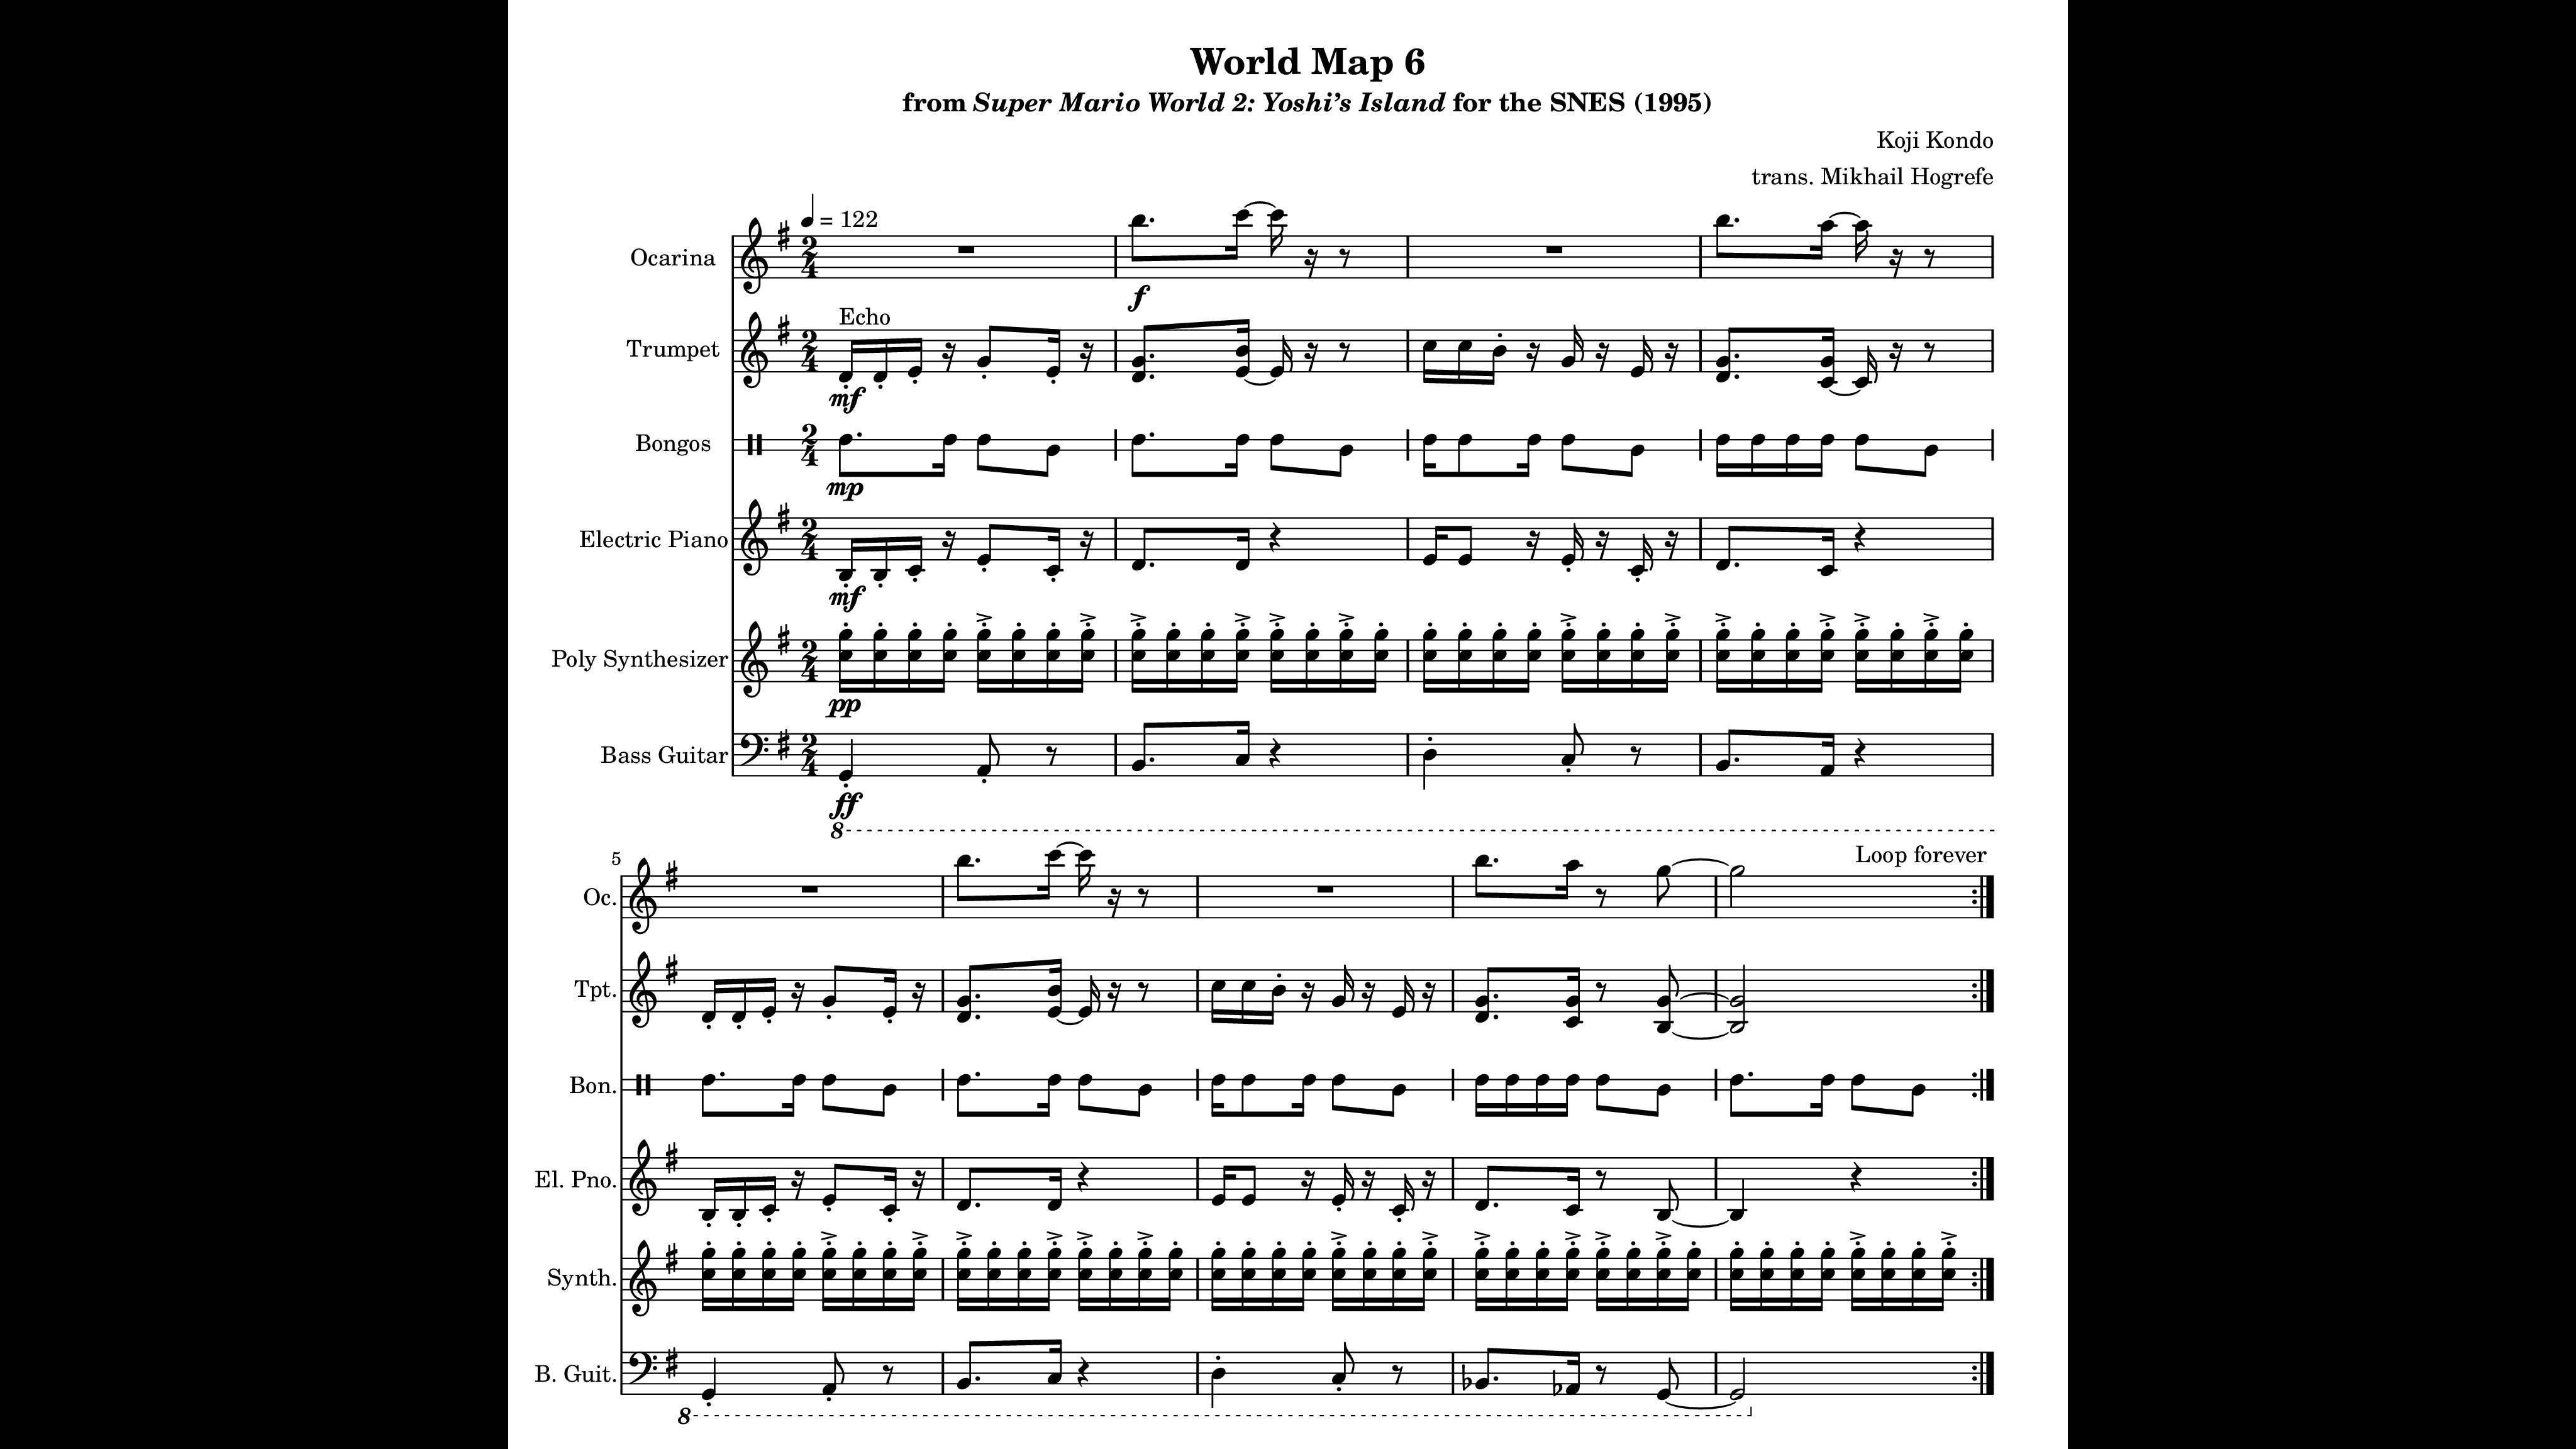 World Map 6
from Super Mario World 2: Yoshi’s Island for the SNES (1995)
Koji Kondo
trans. Mikhail Hogrefe
= 122
Ocarina
f
Echo
Trumpet
mf
Bongos
mp
Electric Piano
mf
Poly Synthesizer
pp
Bass Guitar
ff
8
5
Loop forever
Oc.
Tpt.
Bon.
El. Pno.
Synth.
B. Guit.
8